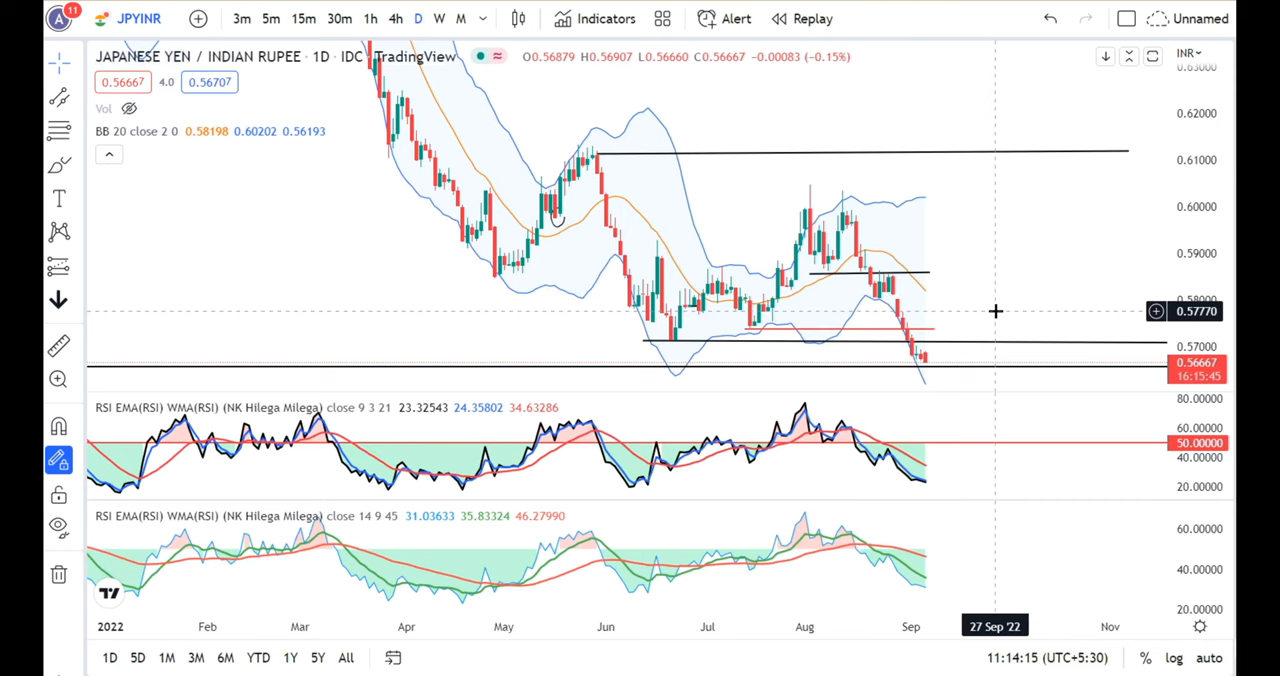 A 11 JPYINR 3m 5m 15m 30m 1h 4h D W M Indicators Alert Replay Unnamed
JAPANESE YEN / INDIAN RUPEE · 1D · IDC TradingView O0.56879 H0.56907 L0.56660 C0.56667 -0.00083 (-0.15%) INR
0.56667 4.0 0.56707
Vol
BB 20 close 2 0 0.58198 0.60202 0.56193
0.63000
0.62000
0.61000
0.60000
0.59000
0.58000
0.57770
0.57000
0.56667
16:15:45
RSI EMA(RSI) WMA(RSI) (NK Hilega Milega) close 9 3 21 23.32543 24.35802 34.63286
80.00000
60.00000
50.00000
40.00000
20.00000
RSI EMA(RSI) WMA(RSI) (NK Hilega Milega) close 14 9 45 31.03633 35.83324 46.27990
60.00000
40.00000
20.00000
2022 Feb Mar Apr May Jun Jul Aug Sep 27 Sep '22 Nov
1D 5D 1M 3M 6M YTD 1Y 5Y All 11:14:15 (UTC+5:30) % log auto